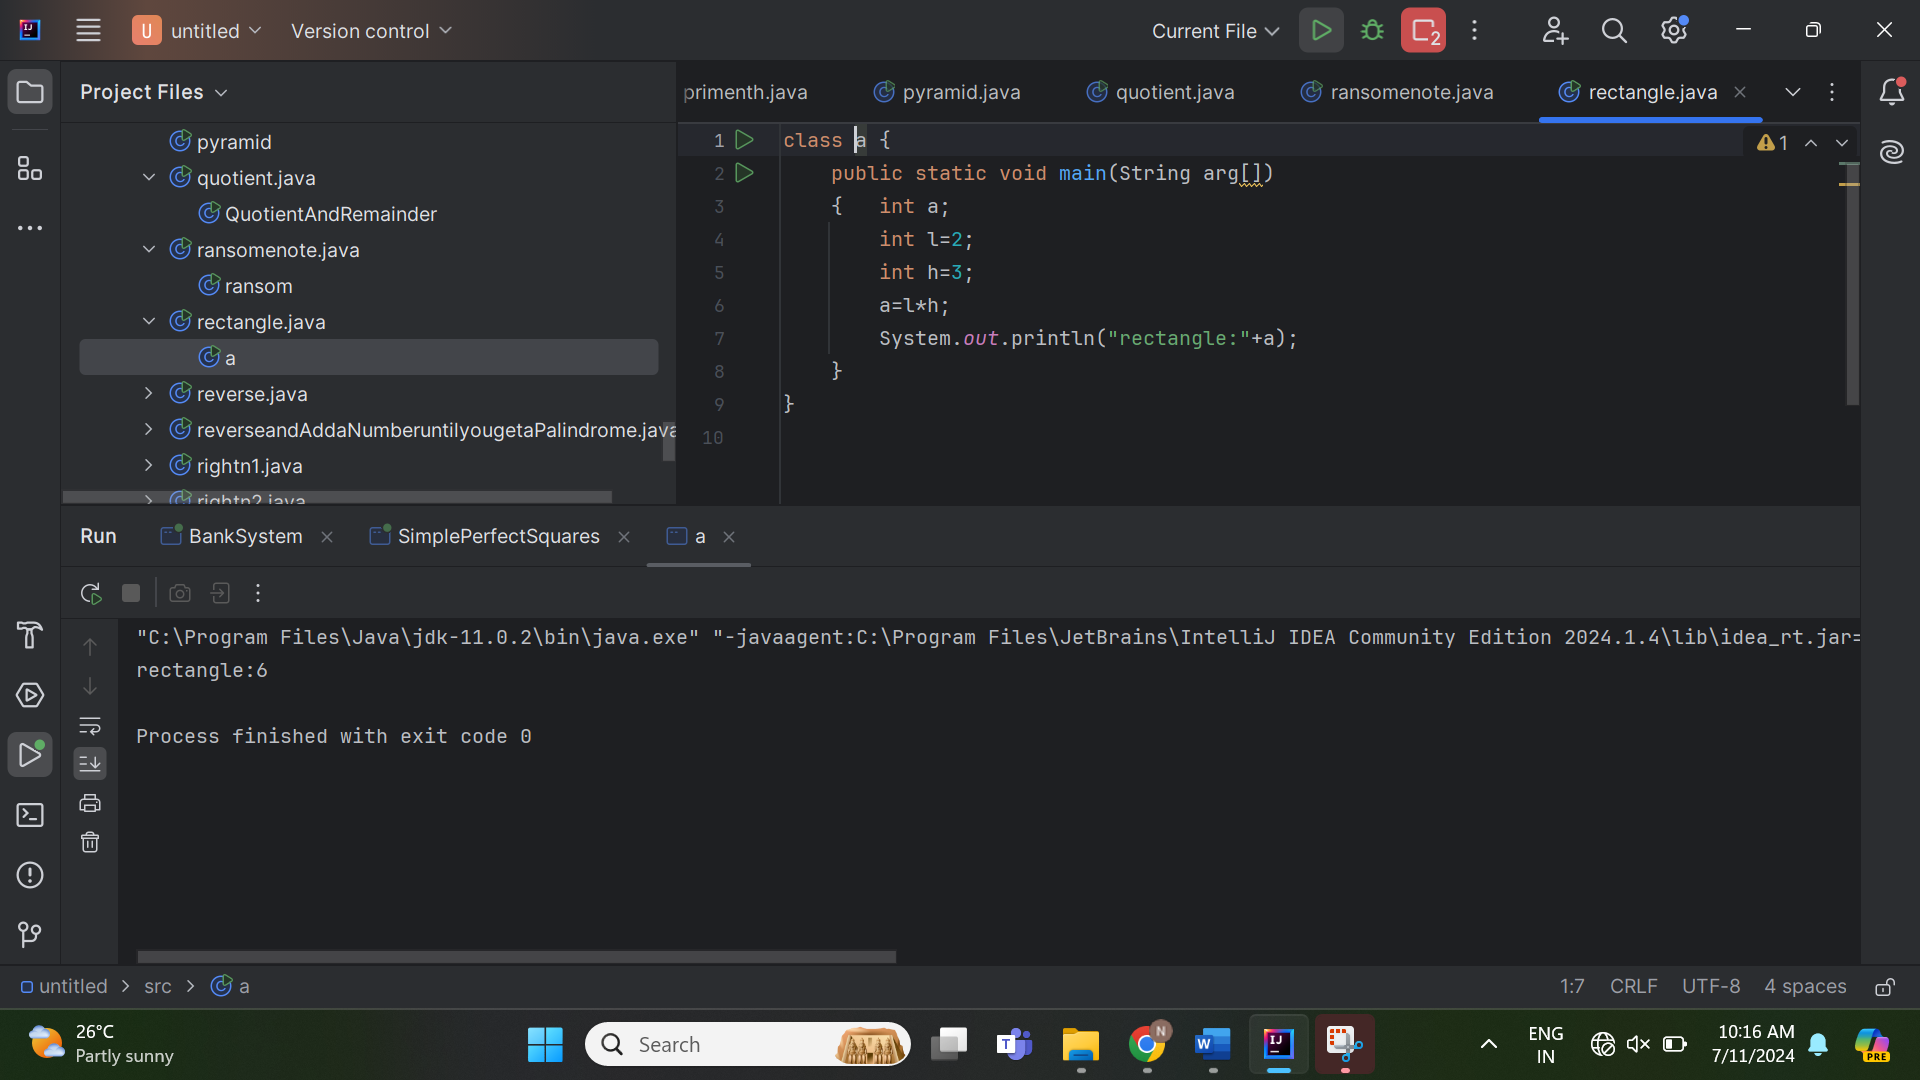 untitled
Version control
Current File
2
Project Files
primenth.java
pyramid.java
quotient.java
ransomenote.java
rectangle.java
pyramid
quotient.java
QuotientAndRemainder
ransomenote.java
ransom
rectangle.java
a
reverse.java
reverseandAddaNumberuntilyougetaPalindrome.java
rightn1.java
rightn2.java
1 class a {
2 public static void main(String arg[])
3 { int a;
4 int l=2;
5 int h=3;
6 a=l*h;
7 System.out.println("rectangle:"+a);
8 }
9 }
10
1
Run
BankSystem
SimplePerfectSquares
a
"C:\Program Files\Java\jdk-11.0.2\bin\java.exe" "-javaagent:C:\Program Files\JetBrains\IntelliJ IDEA Community Edition 2024.1.4\lib\idea_rt.jar=
rectangle:6
Process finished with exit code 0
untitled > src > a
1:7 CRLF UTF-8 4 spaces
26°C
Partly sunny
Search
ENG
IN
10:16 AM
7/11/2024
PRE